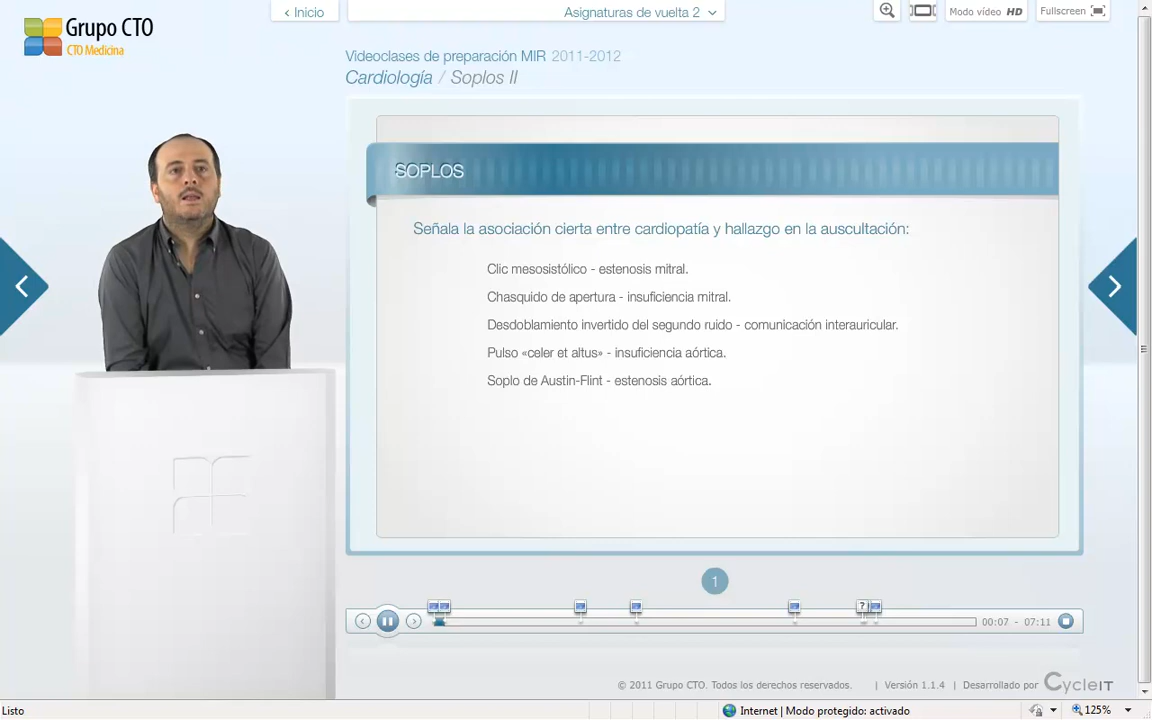 Grupo CTO
CTO Medicina
‹ Inicio
Asignaturas de vuelta 2
Modo vídeo HD
Fullscreen
Videoclases de preparación MIR 2011-2012
Cardiología / Soplos II
SOPLOS
Señala la asociación cierta entre cardiopatía y hallazgo en la auscultación:
Clic mesosistólico - estenosis mitral.
Chasquido de apertura - insuficiencia mitral.
Desdoblamiento invertido del segundo ruido - comunicación interauricular.
Pulso «celer et altus» - insuficiencia aórtica.
Soplo de Austin-Flint - estenosis aórtica.
1
?
00:07 - 07:11
© 2011 Grupo CTO. Todos los derechos reservados. | Versión 1.1.4 | Desarrollado por CycleIT
Listo
Internet | Modo protegido: activado
125%